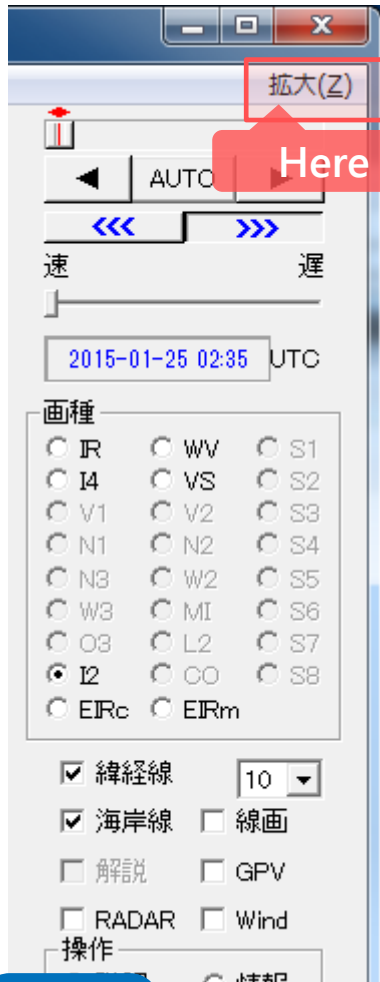 拡大(Z)
Here
AUTO
<<< >>>
速 遅
2015-01-25 02:35 UTC
画種
IR WV S1
I4 VS S2
V1 V2 S3
N1 N2 S4
N3 W2 S5
W3 MI S6
O3 L2 S7
I2 CO S8
EIRc EIRm
緯経線 10
海岸線 線画
解説 GPV
RADAR Wind
操作
情報